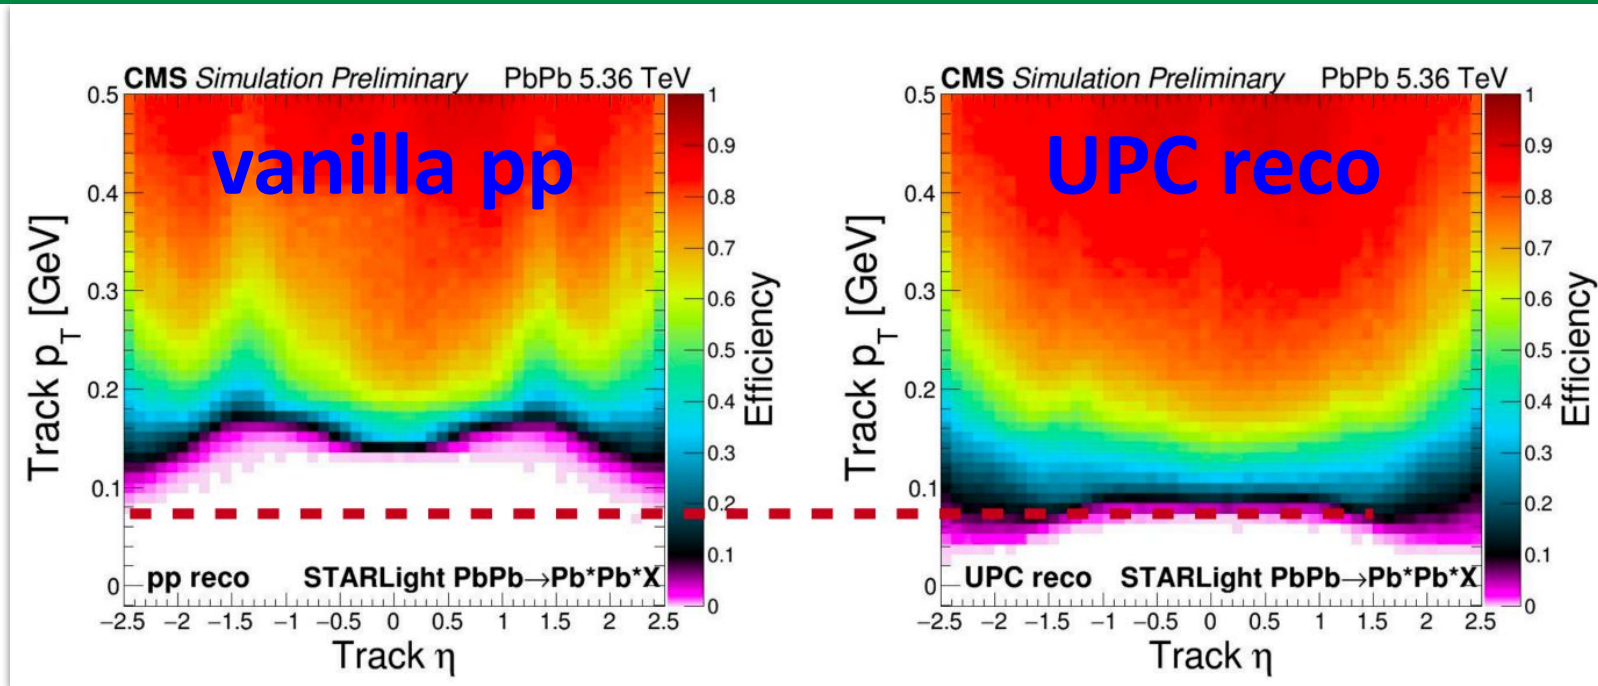 CMS Simulation Preliminary PbPb 5.36 TeV
vanilla pp
0.5
0.4
0.3
0.2
0.1
0
Track pT [GeV]
pp reco STARLight PbPb→Pb*Pb*X
−2.5 −2 −1.5 −1 −0.5 0 0.5 1 1.5 2 2.5
Track η
1
0.9
0.8
0.7
0.6
0.5
0.4
0.3
0.2
0.1
0
Efficiency
CMS Simulation Preliminary PbPb 5.36 TeV
UPC reco
0.5
0.4
0.3
0.2
0.1
0
Track pT [GeV]
UPC reco STARLight PbPb→Pb*Pb*X
−2.5 −2 −1.5 −1 −0.5 0 0.5 1 1.5 2 2.5
Track η
1
0.9
0.8
0.7
0.6
0.5
0.4
0.3
0.2
0.1
0
Efficiency